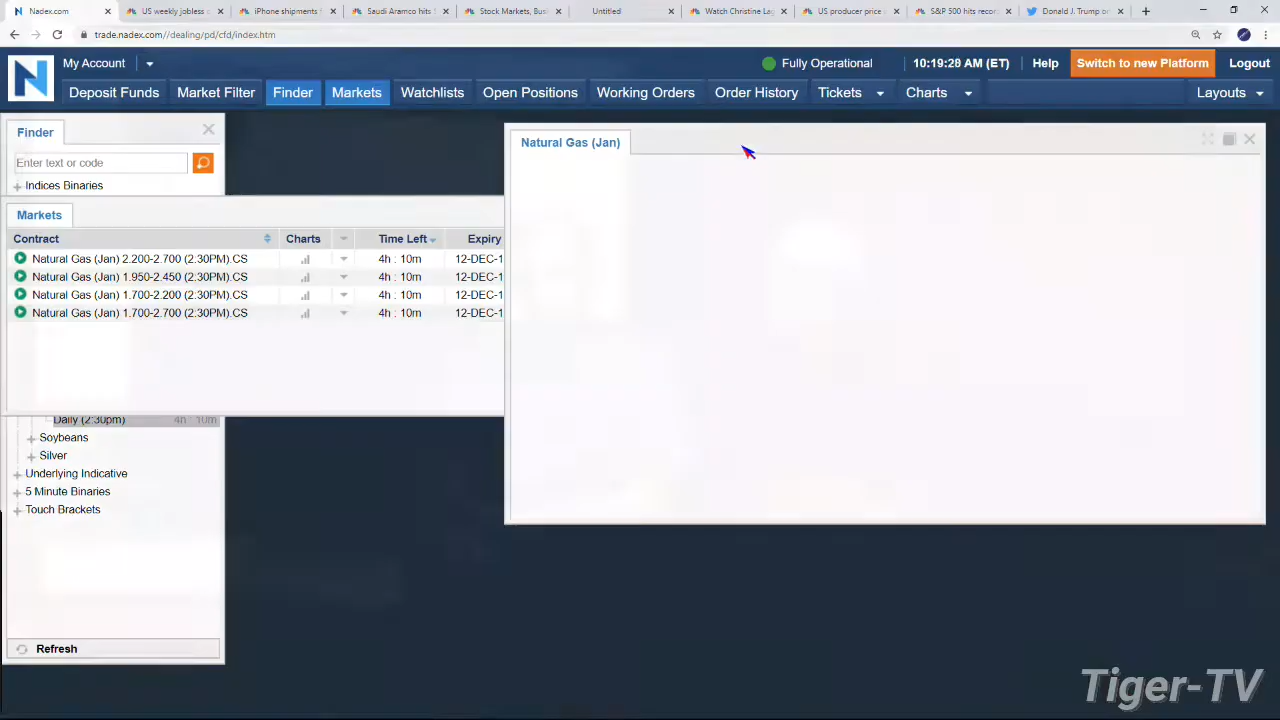 Nadex.com
US weekly jobless c
iPhone shipments f
Saudi Aramco hits
Stock Markets, Bus
Untitled
Watch Christine Lag
US producer price
S&P 500 hits recor
Donald J. Trump or
trade.nadex.com/dealing/pd/cfd/index.htm
N
My Account
Fully Operational
10:19:28 AM (ET)
Help
Switch to new Platform
Logout
Deposit Funds
Market Filter
Finder
Markets
Watchlists
Open Positions
Working Orders
Order History
Tickets
Charts
Layouts
Finder
Enter text or code
Indices Binaries
Markets
Contract Charts Time Left Expiry
Natural Gas (Jan) 2.200-2.700 (2:30PM).CS 4h : 10m 12-DEC-1
Natural Gas (Jan) 1.950-2.450 (2:30PM).CS 4h : 10m 12-DEC-1
Natural Gas (Jan) 1.700-2.200 (2:30PM).CS 4h : 10m 12-DEC-1
Natural Gas (Jan) 1.700-2.700 (2:30PM).CS 4h : 10m 12-DEC-1
Daily (2:30pm) 4h : 10m
Soybeans
Silver
Underlying Indicative
5 Minute Binaries
Touch Brackets
Refresh
Natural Gas (Jan)
Tiger-TV